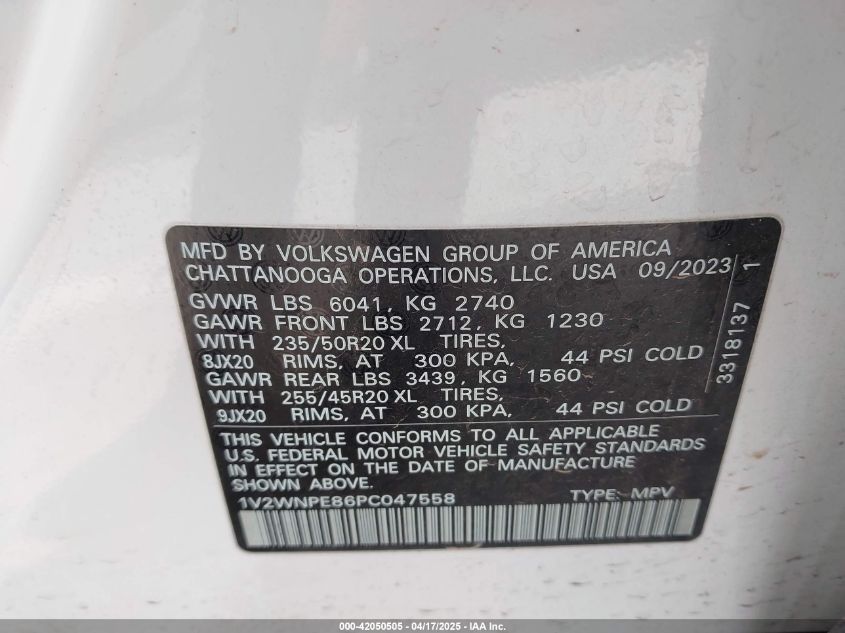 MFD BY VOLKSWAGEN GROUP OF AMERICA
CHATTANOOGA OPERATIONS, LLC. USA 09/2023
GVWR LBS 6041, KG 2740
GAWR FRONT LBS 2712, KG 1230
WITH 235/50R20 XL TIRES,
8JX20 RIMS, AT 300 KPA, 44 PSI COLD
GAWR REAR LBS 3439, KG 1560
WITH 255/45R20 XL TIRES,
9JX20 RIMS, AT 300 KPA, 44 PSI COLD
THIS VEHICLE CONFORMS TO ALL APPLICABLE
U.S. FEDERAL MOTOR VEHICLE SAFETY STANDARDS
IN EFFECT ON THE DATE OF MANUFACTURE
SHOWN ABOVE.
1V2WNPE86PC047558 TYPE: MPV
3318137 1
000-42050505 - 04/17/2025 - IAA Inc.